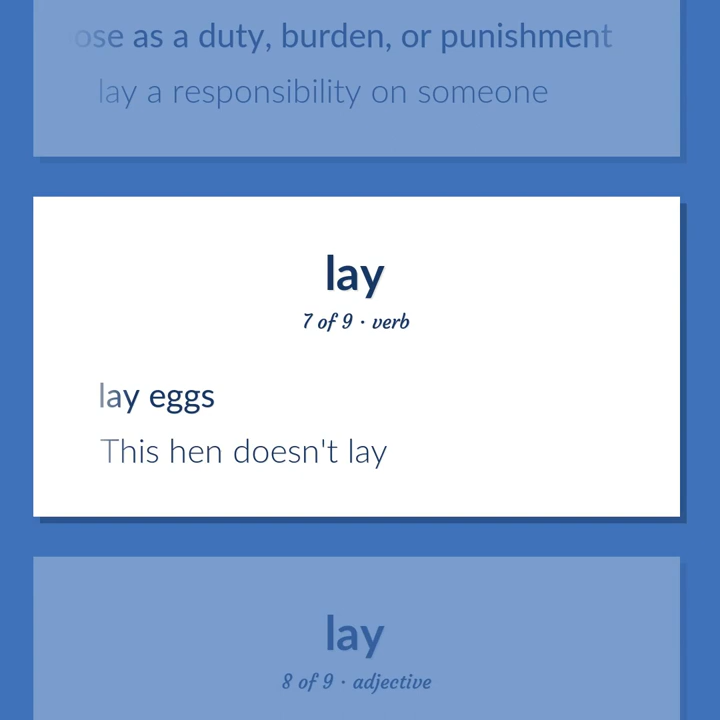 as a duty, burden, or punishment
lay a responsibility on someone
lay
7 of 9 · verb
lay eggs
This hen doesn't lay
lay
8 of 9 · adjective